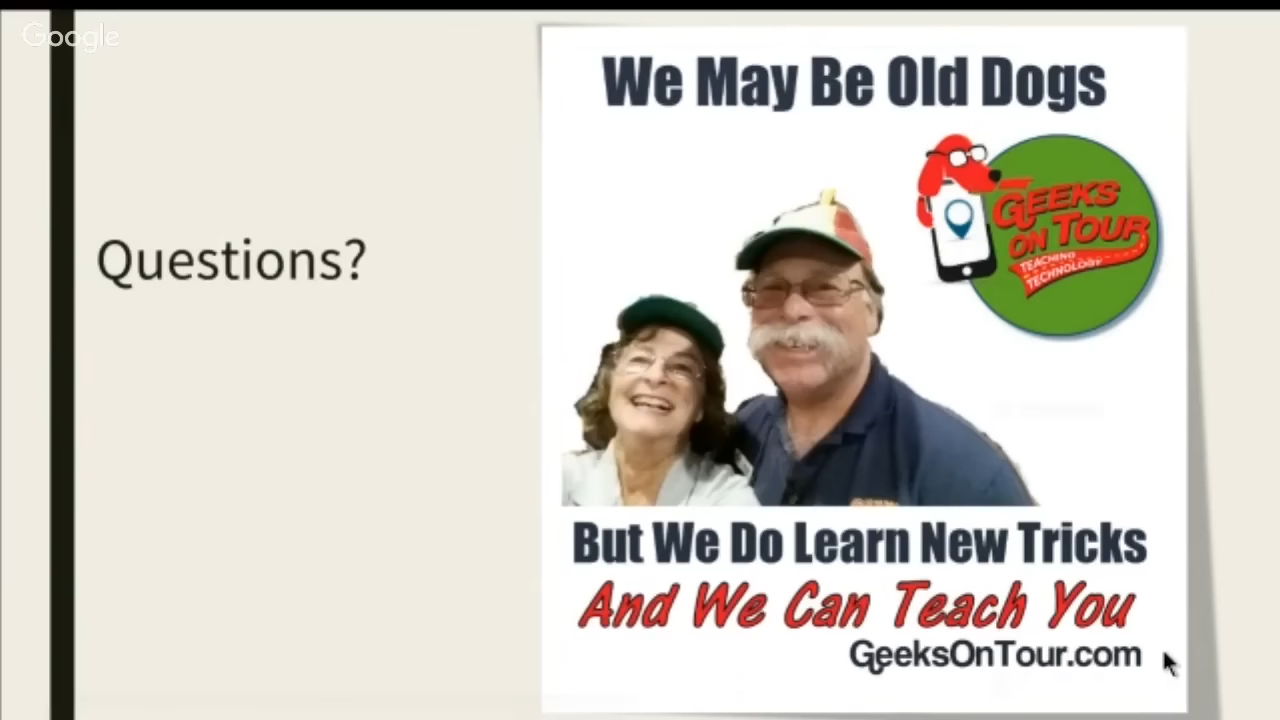 Google
Questions?
We May Be Old Dogs
GEEKS
ON TOUR
TEACHING
TECHNOLOGY
But We Do Learn New Tricks
And We Can Teach You
GeeksOnTour.com